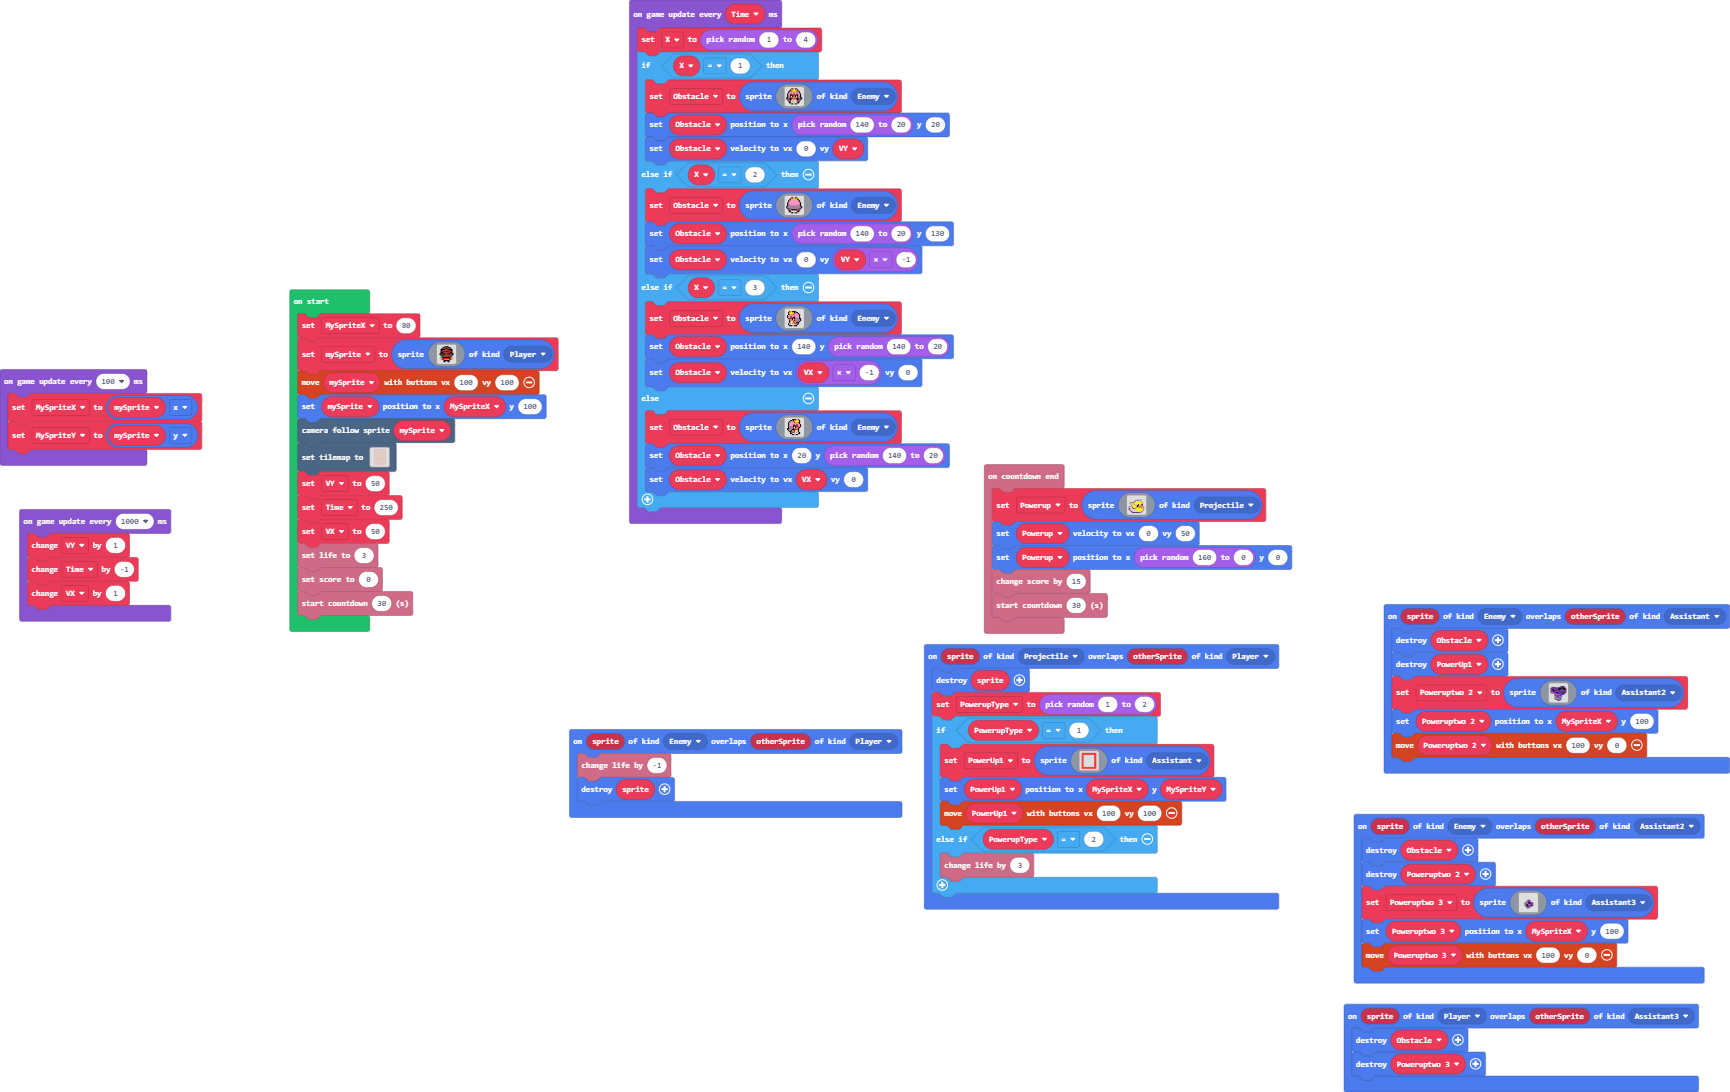 on game update every 100 ms
set MySpriteX to mySprite x
set MySpriteY to mySprite y
on game update every 1000 ms
change VY by 1
change Time by -1
change VX by 1
on start
set MySpriteX to 80
set mySprite to sprite of kind Player
move mySprite with buttons vx 100 vy 100
set mySprite position to x MySpriteX y 100
camera follow sprite mySprite
set tilemap to
set VY to 50
set Time to 250
set VX to 50
set life to 3
set score to 0
start countdown 30 (s)
on game update every Time ms
set X to pick random 1 to 4
if X = 1 then
set Obstacle to sprite of kind Enemy
set Obstacle position to x pick random 140 to 20 y 20
set Obstacle velocity to vx 0 vy VY
else if X = 2 then
set Obstacle to sprite of kind Enemy
set Obstacle position to x pick random 140 to 20 y 130
set Obstacle velocity to vx 0 vy VY × -1
else if X = 3 then
set Obstacle to sprite of kind Enemy
set Obstacle position to x 140 y pick random 140 to 20
set Obstacle velocity to vx VX × -1 vy 0
else
set Obstacle to sprite of kind Enemy
set Obstacle position to x 20 y pick random 140 to 20
set Obstacle velocity to vx VX vy 0
on sprite of kind Enemy overlaps otherSprite of kind Player
change life by -1
destroy sprite
on countdown end
set Powerup to sprite of kind Projectile
set Powerup velocity to vx 0 vy 50
set Powerup position to x pick random 160 to 0 y 0
change score by 15
start countdown 30 (s)
on sprite of kind Projectile overlaps otherSprite of kind Player
destroy sprite
set PowerupType to pick random 1 to 2
if PowerupType = 1 then
set PowerUp1 to sprite of kind Assistant
set PowerUp1 position to x MySpriteX y MySpriteY
move PowerUp1 with buttons vx 100 vy 100
else if PowerupType = 2 then
change life by 3
on sprite of kind Enemy overlaps otherSprite of kind Assistant
destroy Obstacle
destroy PowerUp1
set Poweruptwo 2 to sprite of kind Assistant2
set Poweruptwo 2 position to x MySpriteX y 100
move Poweruptwo 2 with buttons vx 100 vy 0
on sprite of kind Enemy overlaps otherSprite of kind Assistant2
destroy Obstacle
destroy Poweruptwo 2
set Poweruptwo 3 to sprite of kind Assistant3
set Poweruptwo 3 position to x MySpriteX y 100
move Poweruptwo 3 with buttons vx 100 vy 0
on sprite of kind Player overlaps otherSprite of kind Assistant3
destroy Obstacle
destroy Poweruptwo 3